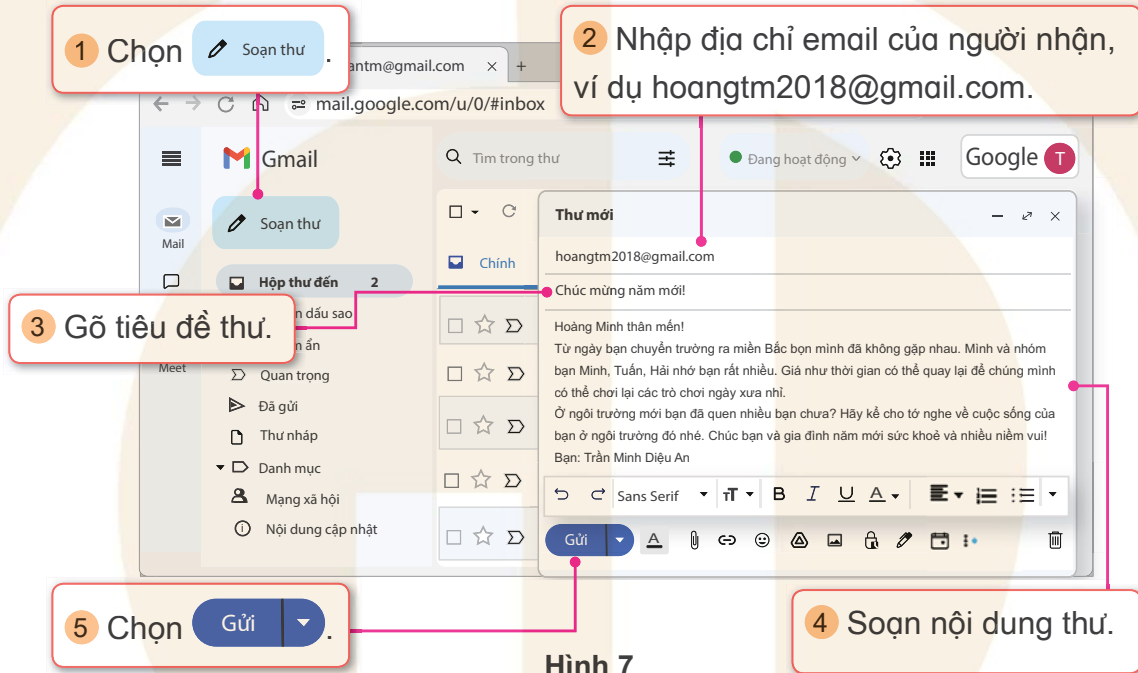 1 Chọn Soạn thư .
2 Nhập địa chỉ email của người nhận,
ví dụ hoangtm2018@gmail.com.
antm@gmail.com × +
mail.google.com/u/0/#inbox
Gmail
Tìm trong thư
Đang hoạt động
Google T
Soạn thư
Mail
Hộp thư đến 2
dấu sao
ẩn
Meet
Quan trọng
Đã gửi
Thư nháp
Danh mục
Mạng xã hội
Nội dung cập nhật
Chính
3 Gõ tiêu đề thư.
Thư mới
hoangtm2018@gmail.com
Chúc mừng năm mới!
Hoàng Minh thân mến!
Từ ngày bạn chuyển trường ra miền Bắc bọn mình đã không gặp nhau. Mình và nhóm
bạn Minh, Tuấn, Hải nhớ bạn rất nhiều. Giá như thời gian có thể quay lại để chúng mình
có thể chơi lại các trò chơi ngày xưa nhỉ.
Ở ngôi trường mới bạn đã quen nhiều bạn chưa? Hãy kể cho tớ nghe về cuộc sống của
bạn ở ngôi trường đó nhé. Chúc bạn và gia đình năm mới sức khoẻ và nhiều niềm vui!
Bạn: Trần Minh Diệu An
Sans Serif TT B I U A
Gửi A
5 Chọn Gửi .
4 Soạn nội dung thư.
Hình 7